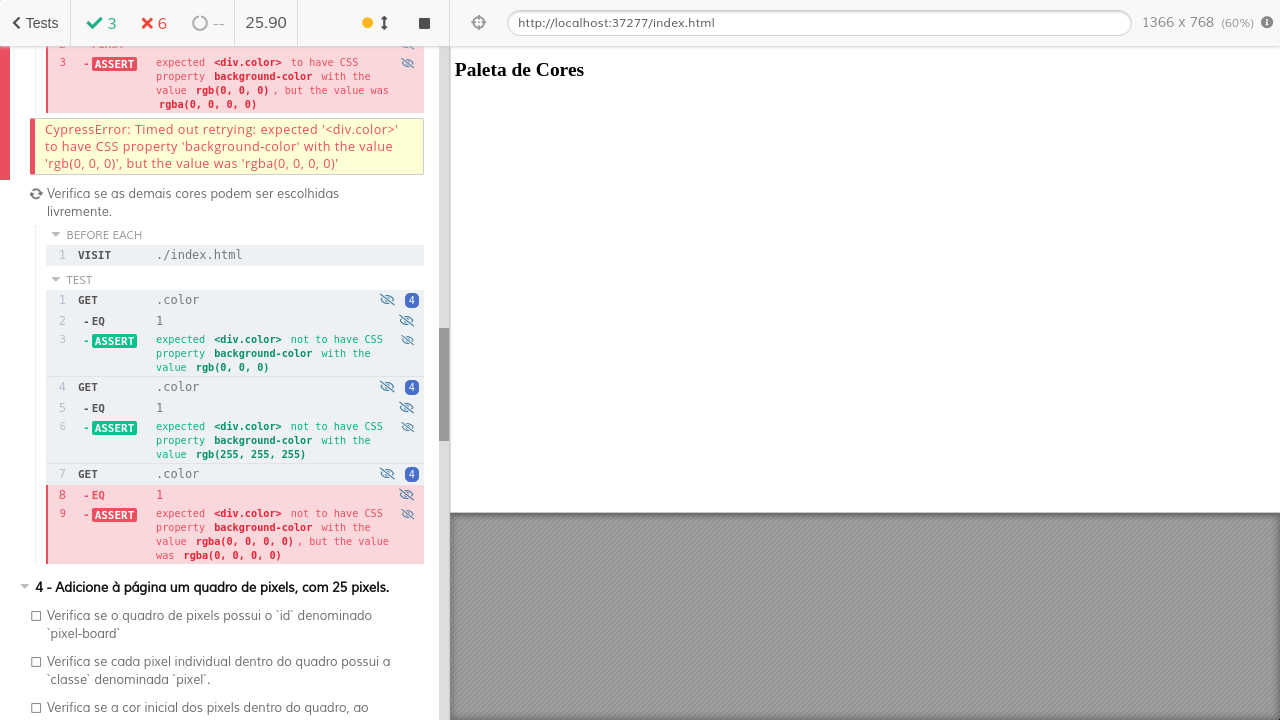 Tests 3 6 -- 25.90 http://localhost:37277/index.html 1366 x 768 (60%)
3 - ASSERT expected <div.color> to have CSS
property background-color with the
value rgb(0, 0, 0), but the value was
rgba(0, 0, 0, 0)
CypressError: Timed out retrying: expected '<div.color>'
to have CSS property 'background-color' with the value
'rgb(0, 0, 0)', but the value was 'rgba(0, 0, 0, 0)'
Verifica se as demais cores podem ser escolhidas
livremente.
BEFORE EACH
1 VISIT ./index.html
TEST
1 GET .color 4
2 - EQ 1
3 - ASSERT expected <div.color> not to have CSS
property background-color with the
value rgb(0, 0, 0)
4 GET .color 4
5 - EQ 1
6 - ASSERT expected <div.color> not to have CSS
property background-color with the
value rgb(255, 255, 255)
7 GET .color 4
8 - EQ 1
9 - ASSERT expected <div.color> not to have CSS
property background-color with the
value rgba(0, 0, 0, 0), but the value
was rgba(0, 0, 0, 0)
4 - Adicione à página um quadro de pixels, com 25 pixels.
Verifica se o quadro de pixels possui o `id` denominado
`pixel-board`
Verifica se cada pixel individual dentro do quadro possui a
`classe` denominada `pixel`.
Verifica se a cor inicial dos pixels dentro do quadro, ao
Paleta de Cores